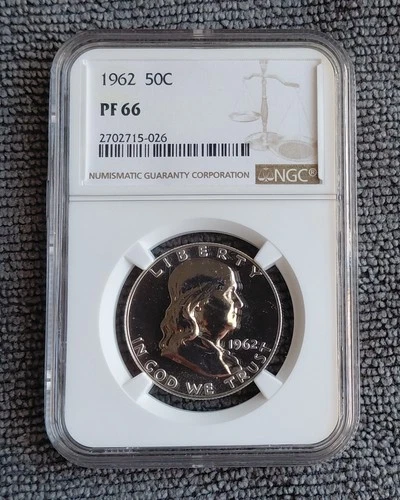 1962 50C
PF 66
2702715-026
NUMISMATIC GUARANTY CORPORATION
NGC®
LIBERTY
1962
IN GOD WE TRUST